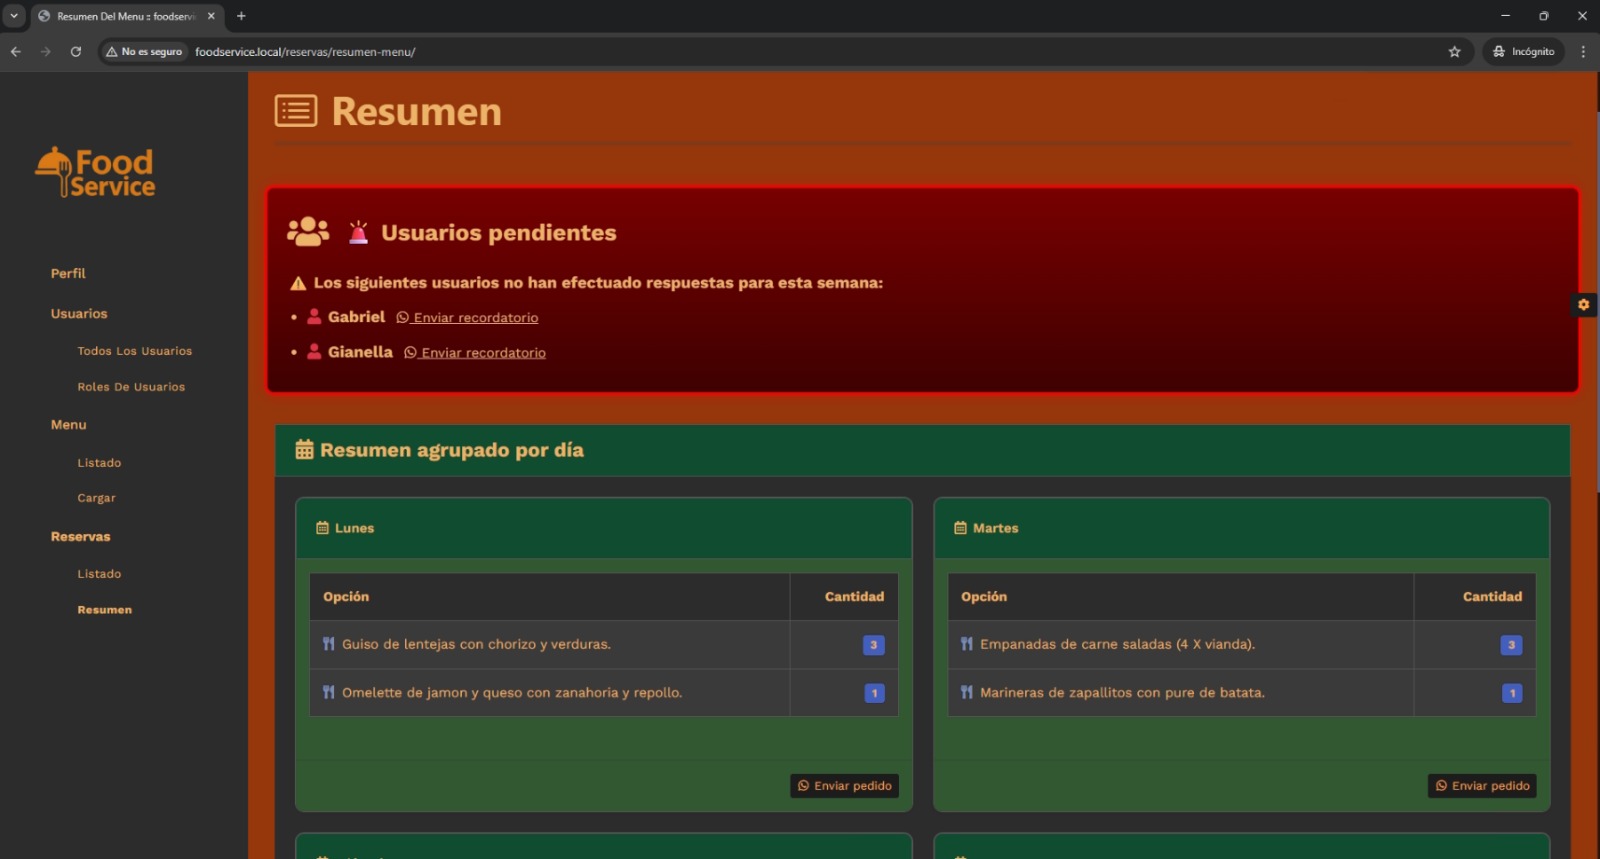 Resumen Del Menu :: foodservi
No es seguro
foodservice.local/reservas/resumen-menu/
Incógnito
Food
Service
Perfil
Usuarios
Todos Los Usuarios
Roles De Usuarios
Menu
Listado
Cargar
Reservas
Listado
Resumen
Resumen
Usuarios pendientes
Los siguientes usuarios no han efectuado respuestas para esta semana:
• Gabriel Enviar recordatorio
• Gianella Enviar recordatorio
Resumen agrupado por día
Lunes
Opción Cantidad
Guiso de lentejas con chorizo y verduras. 3
Omelette de jamon y queso con zanahoria y repollo. 1
Enviar pedido
Martes
Opción Cantidad
Empanadas de carne saladas (4 X vianda). 3
Marineras de zapallitos con pure de batata. 1
Enviar pedido